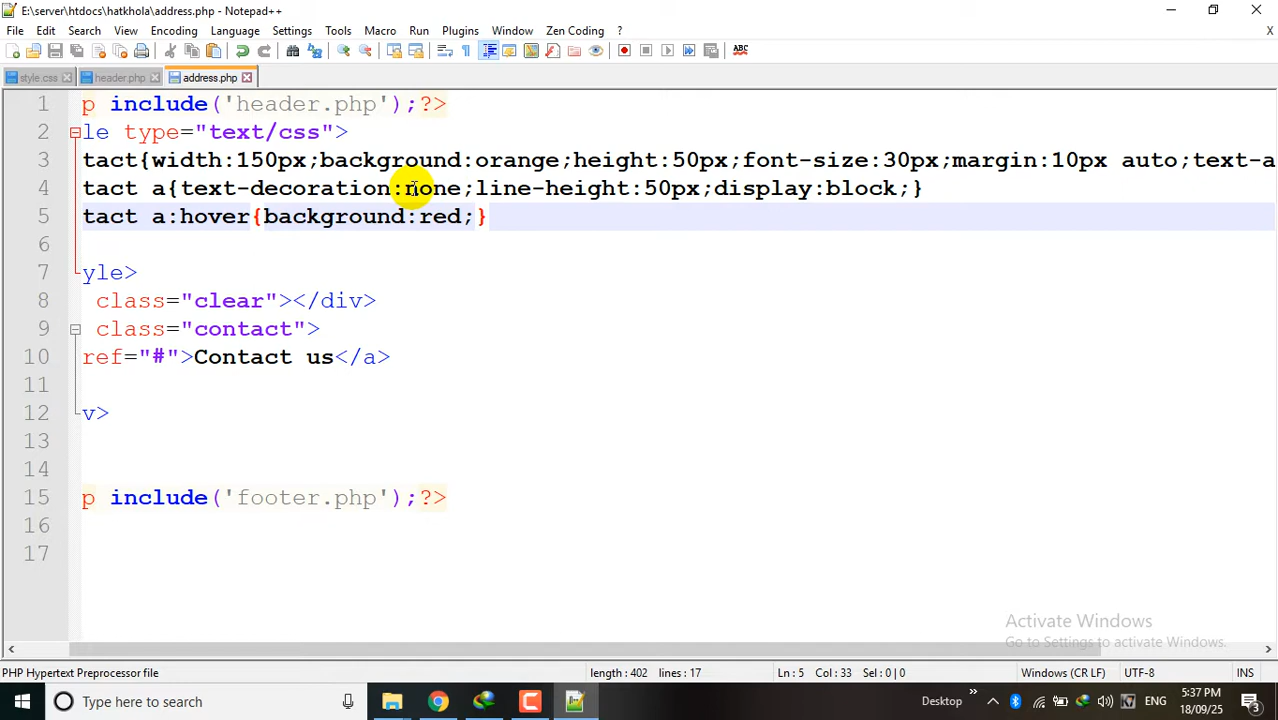 E:\server\htdocs\hatkhola\address.php - Notepad++
File Edit Search View Encoding Language Settings Tools Macro Run Plugins Window Zen Coding ? X
ABC
style.css header.php address.php
1 p include('header.php');?>
2 le type="text/css">
3 tact{width:150px;background:orange;height:50px;font-size:30px;margin:10px auto;text-a
4 tact a{text-decoration:none;line-height:50px;display:block;}
5 tact a:hover{background:red;}
6
7 yle>
8 class="clear"></div>
9 class="contact">
10 ref="#">Contact us</a>
11
12 v>
13
14
15 p include('footer.php');?>
16
17
Activate Windows
Go to Settings to activate Windows.
PHP Hypertext Preprocessor file length : 402 lines : 17 Ln : 5 Col : 33 Sel : 0 | 0 Windows (CR LF) UTF-8 INS
Type here to search Desktop » ENG 5:37 PM 18/09/25 3